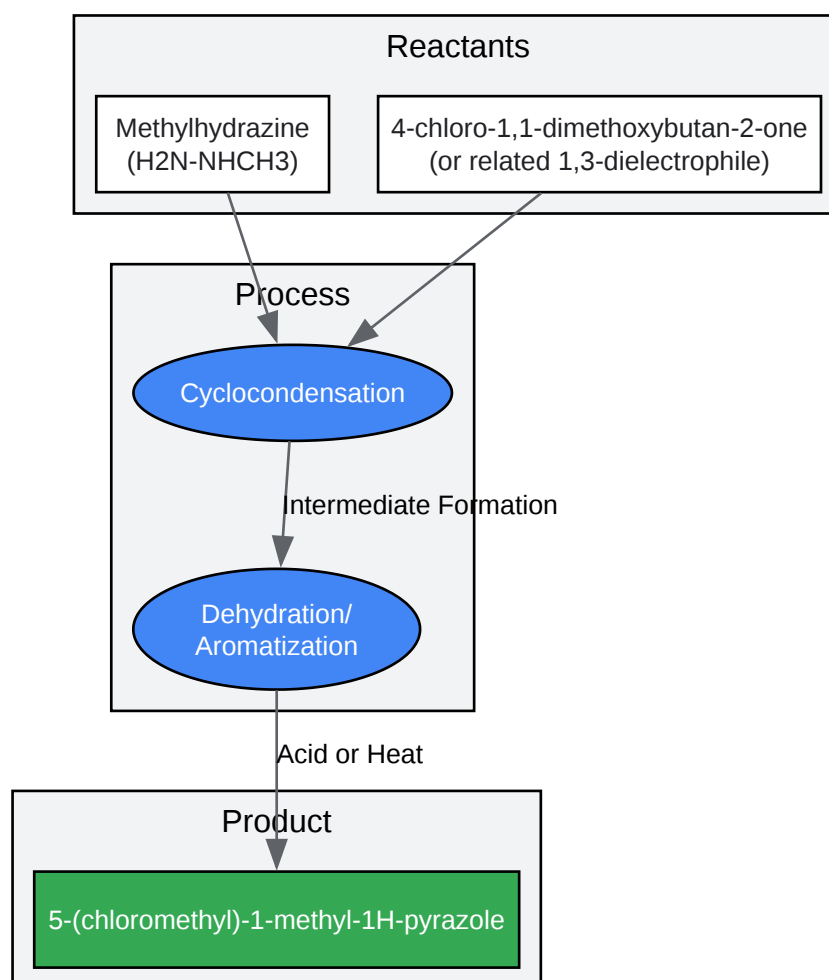 Reactants
Methylhydrazine
(H2N-NHCH3)
4-chloro-1,1-dimethoxybutan-2-one
(or related 1,3-dielectrophile)
Process
Cyclocondensation
Intermediate Formation
Dehydration/
Aromatization
Acid or Heat
Product
5-(chloromethyl)-1-methyl-1H-pyrazole